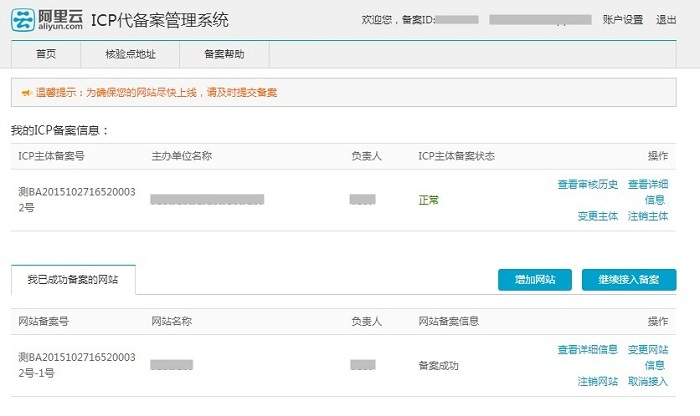 阿里云 aliyun.com ICP代备案管理系统 欢迎您，备案ID: 账户设置 退出
首页 核验点地址 备案帮助
温馨提示：为确保您的网站尽快上线，请及时提交备案
我的ICP备案信息：
ICP主体备案号 主办单位名称 负责人 ICP主体备案状态 操作
测BA2015102716520003 正常 查看审核历史 查看详细
2号 信息
变更主体 注销主体
我已成功备案的网站 增加网站 继续接入备案
网站备案号 网站名称 负责人 网站备案信息 操作
测BA2015102716520003 备案成功 查看详细信息 变更网站
2号-1号 信息
注销网站 取消接入